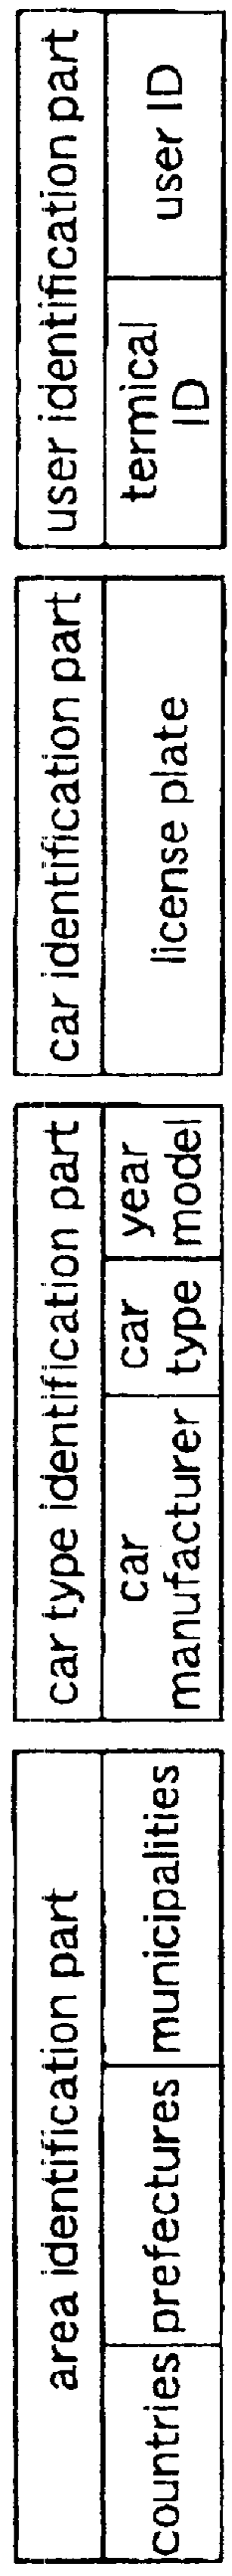 area identification part
countries
prefectures
municipalities
car type identification part
car
manufacturer
car
type
year
model
car identification part
license plate
user identification part
termical
ID
user ID